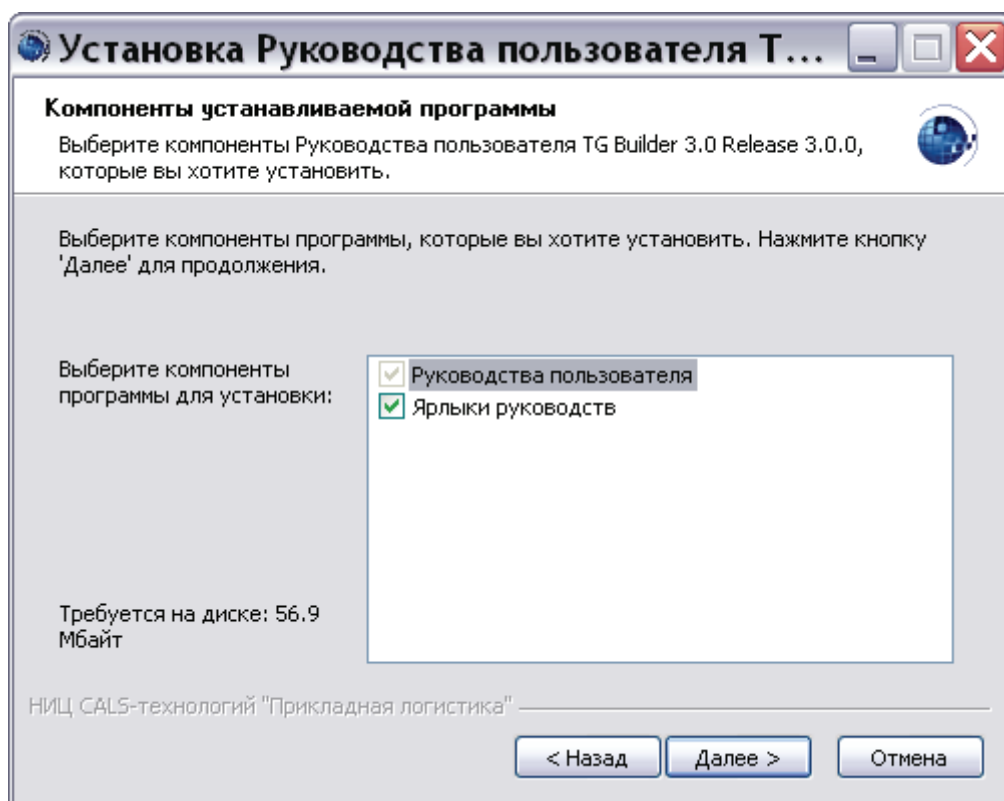 Установка Руководства пользователя T...
Компоненты устанавливаемой программы
Выберите компоненты Руководства пользователя TG Builder 3.0 Release 3.0.0,
которые вы хотите установить.
Выберите компоненты программы, которые вы хотите установить. Нажмите кнопку
'Далее' для продолжения.
Выберите компоненты
программы для установки:
Руководства пользователя
Ярлыки руководств
Требуется на диске: 56.9
Мбайт
НИЦ CALS-технологий "Прикладная логистика"
< Назад
Далее >
Отмена